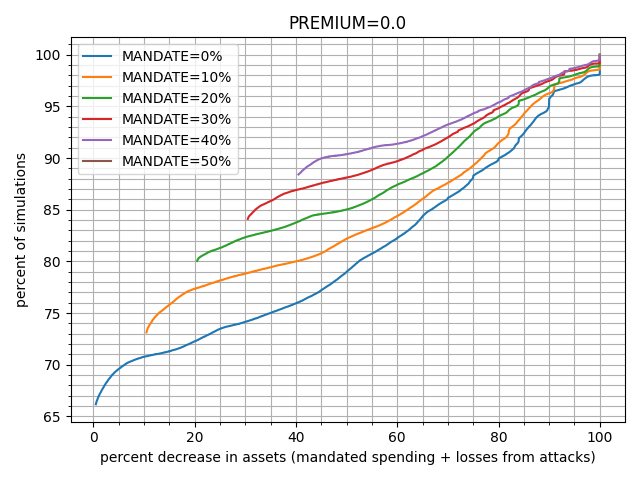 PREMIUM=0.0
MANDATE=0%
MANDATE=10%
MANDATE=20%
MANDATE=30%
MANDATE=40%
MANDATE=50%
100
95
90
85
80
75
70
65
percent of simulations
0 20 40 60 80 100
percent decrease in assets (mandated spending + losses from attacks)